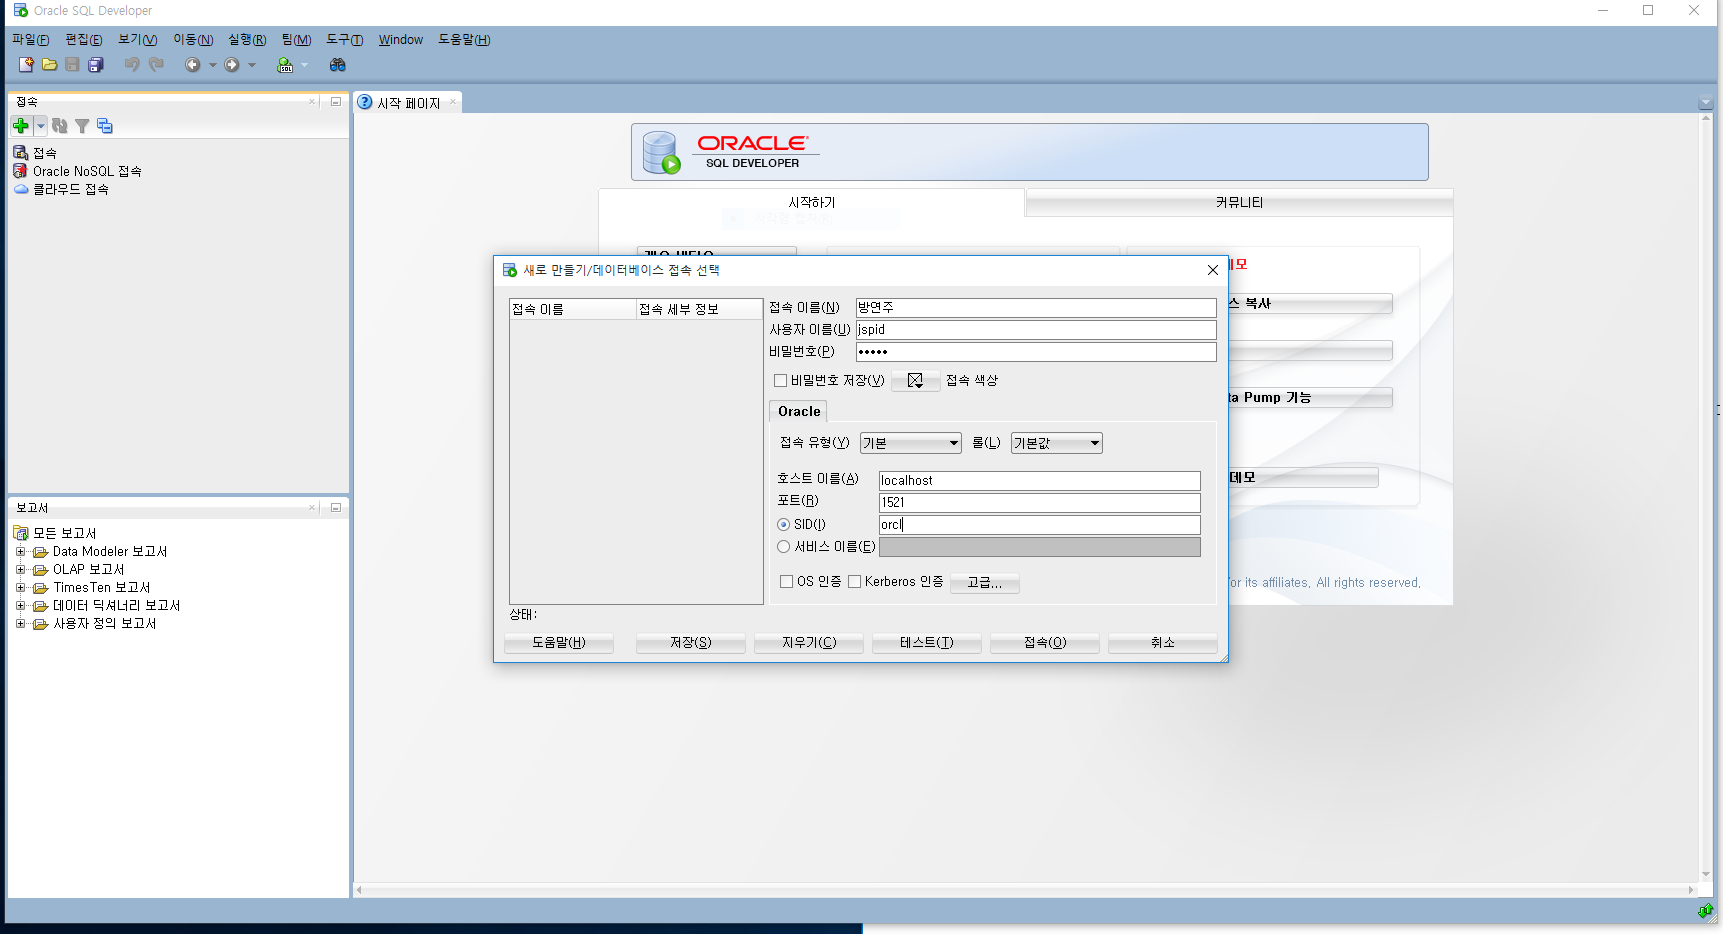 Oracle SQL Developer
파일(F) 편집(E) 보기(V) 이동(N) 실행(R) 팀(M) 도구(T) Window 도움말(H)
접속
접속
Oracle NoSQL 접속
클라우드 접속
보고서
모든 보고서
Data Modeler 보고서
OLAP 보고서
TimesTen 보고서
데이터 딕셔너리 보고서
사용자 정의 보고서
시작 페이지
ORACLE
SQL DEVELOPER
시작하기 커뮤니티
새로 만들기/데이터베이스 접속 선택
접속 이름 접속 세부 정보
접속 이름(N) 방연주
사용자 이름(U) jspid
비밀번호(P) •••••
비밀번호 저장(V) 접속 색상
Oracle
접속 유형(Y) 기본 롤(L) 기본값
호스트 이름(A) localhost
포트(R) 1521
SID(I) orcl
서비스 이름(E)
OS 인증 Kerberos 인증 고급...
상태:
도움말(H) 저장(S) 지우기(C) 테스트(T) 접속(O) 취소
복사
Pump 기능
데모
its affiliates. All rights reserved.